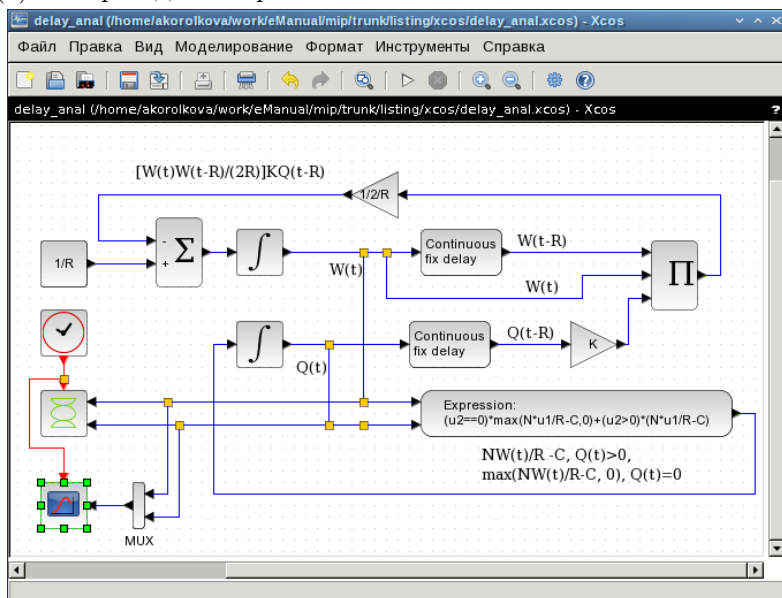 delay_anal (/home/akorolkova/work/eManual/mip/trunk/listing/xcos/delay_anal.xcos) - Xcos
Файл Правка Вид Моделирование Формат Инструменты Справка
delay_anal (/home/akorolkova/work/eManual/mip/trunk/listing/xcos/delay_anal.xcos) - Xcos
[W(t)W(t-R)/(2R)]KQ(t-R)
1/2/R
1/R
-
+
Σ
∫
W(t)
Continuous
fix delay
W(t-R)
W(t)
Π
∫
Q(t)
Continuous
fix delay
Q(t-R)
K
Expression:
(u2==0)*max(N*u1/R-C,0)+(u2>0)*(N*u1/R-C)
NW(t)/R -C, Q(t)>0,
max(NW(t)/R-C, 0), Q(t)=0
MUX